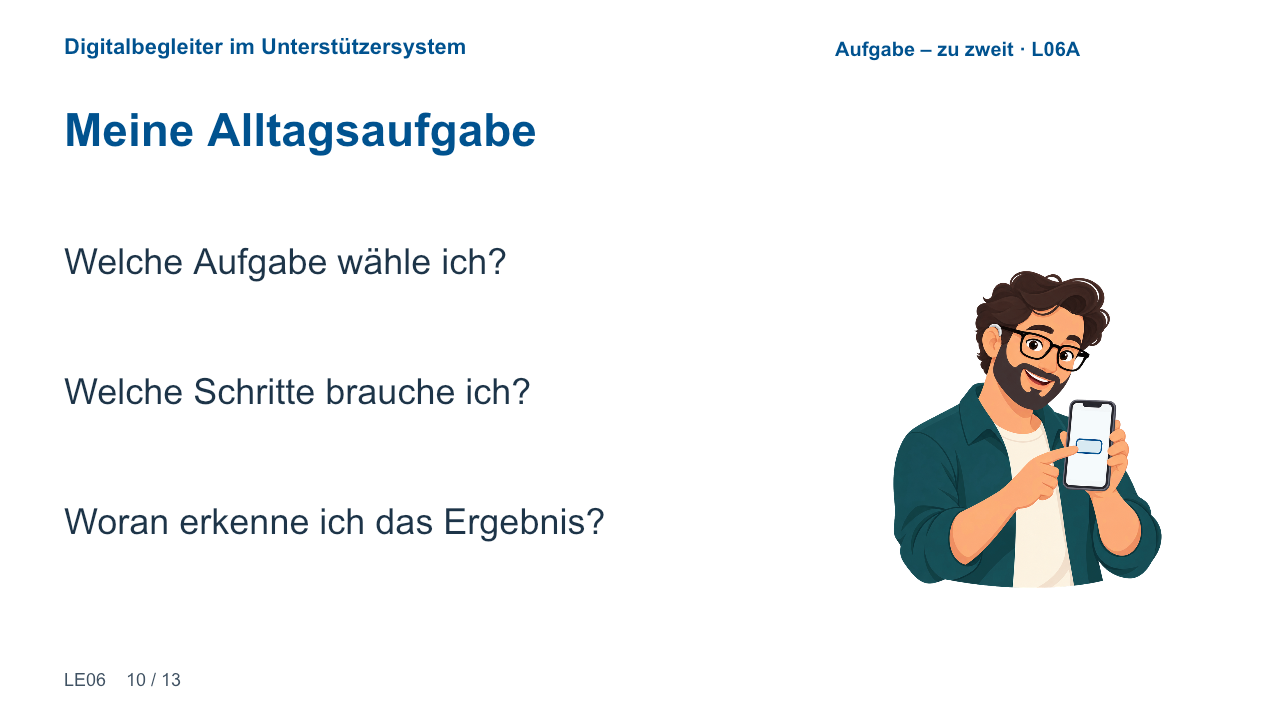 Digitalbegleiter im Unterstützersystem
Aufgabe – zu zweit · L06A
Meine Alltagsaufgabe
Welche Aufgabe wähle ich?
Welche Schritte brauche ich?
Woran erkenne ich das Ergebnis?
LE06 10 / 13